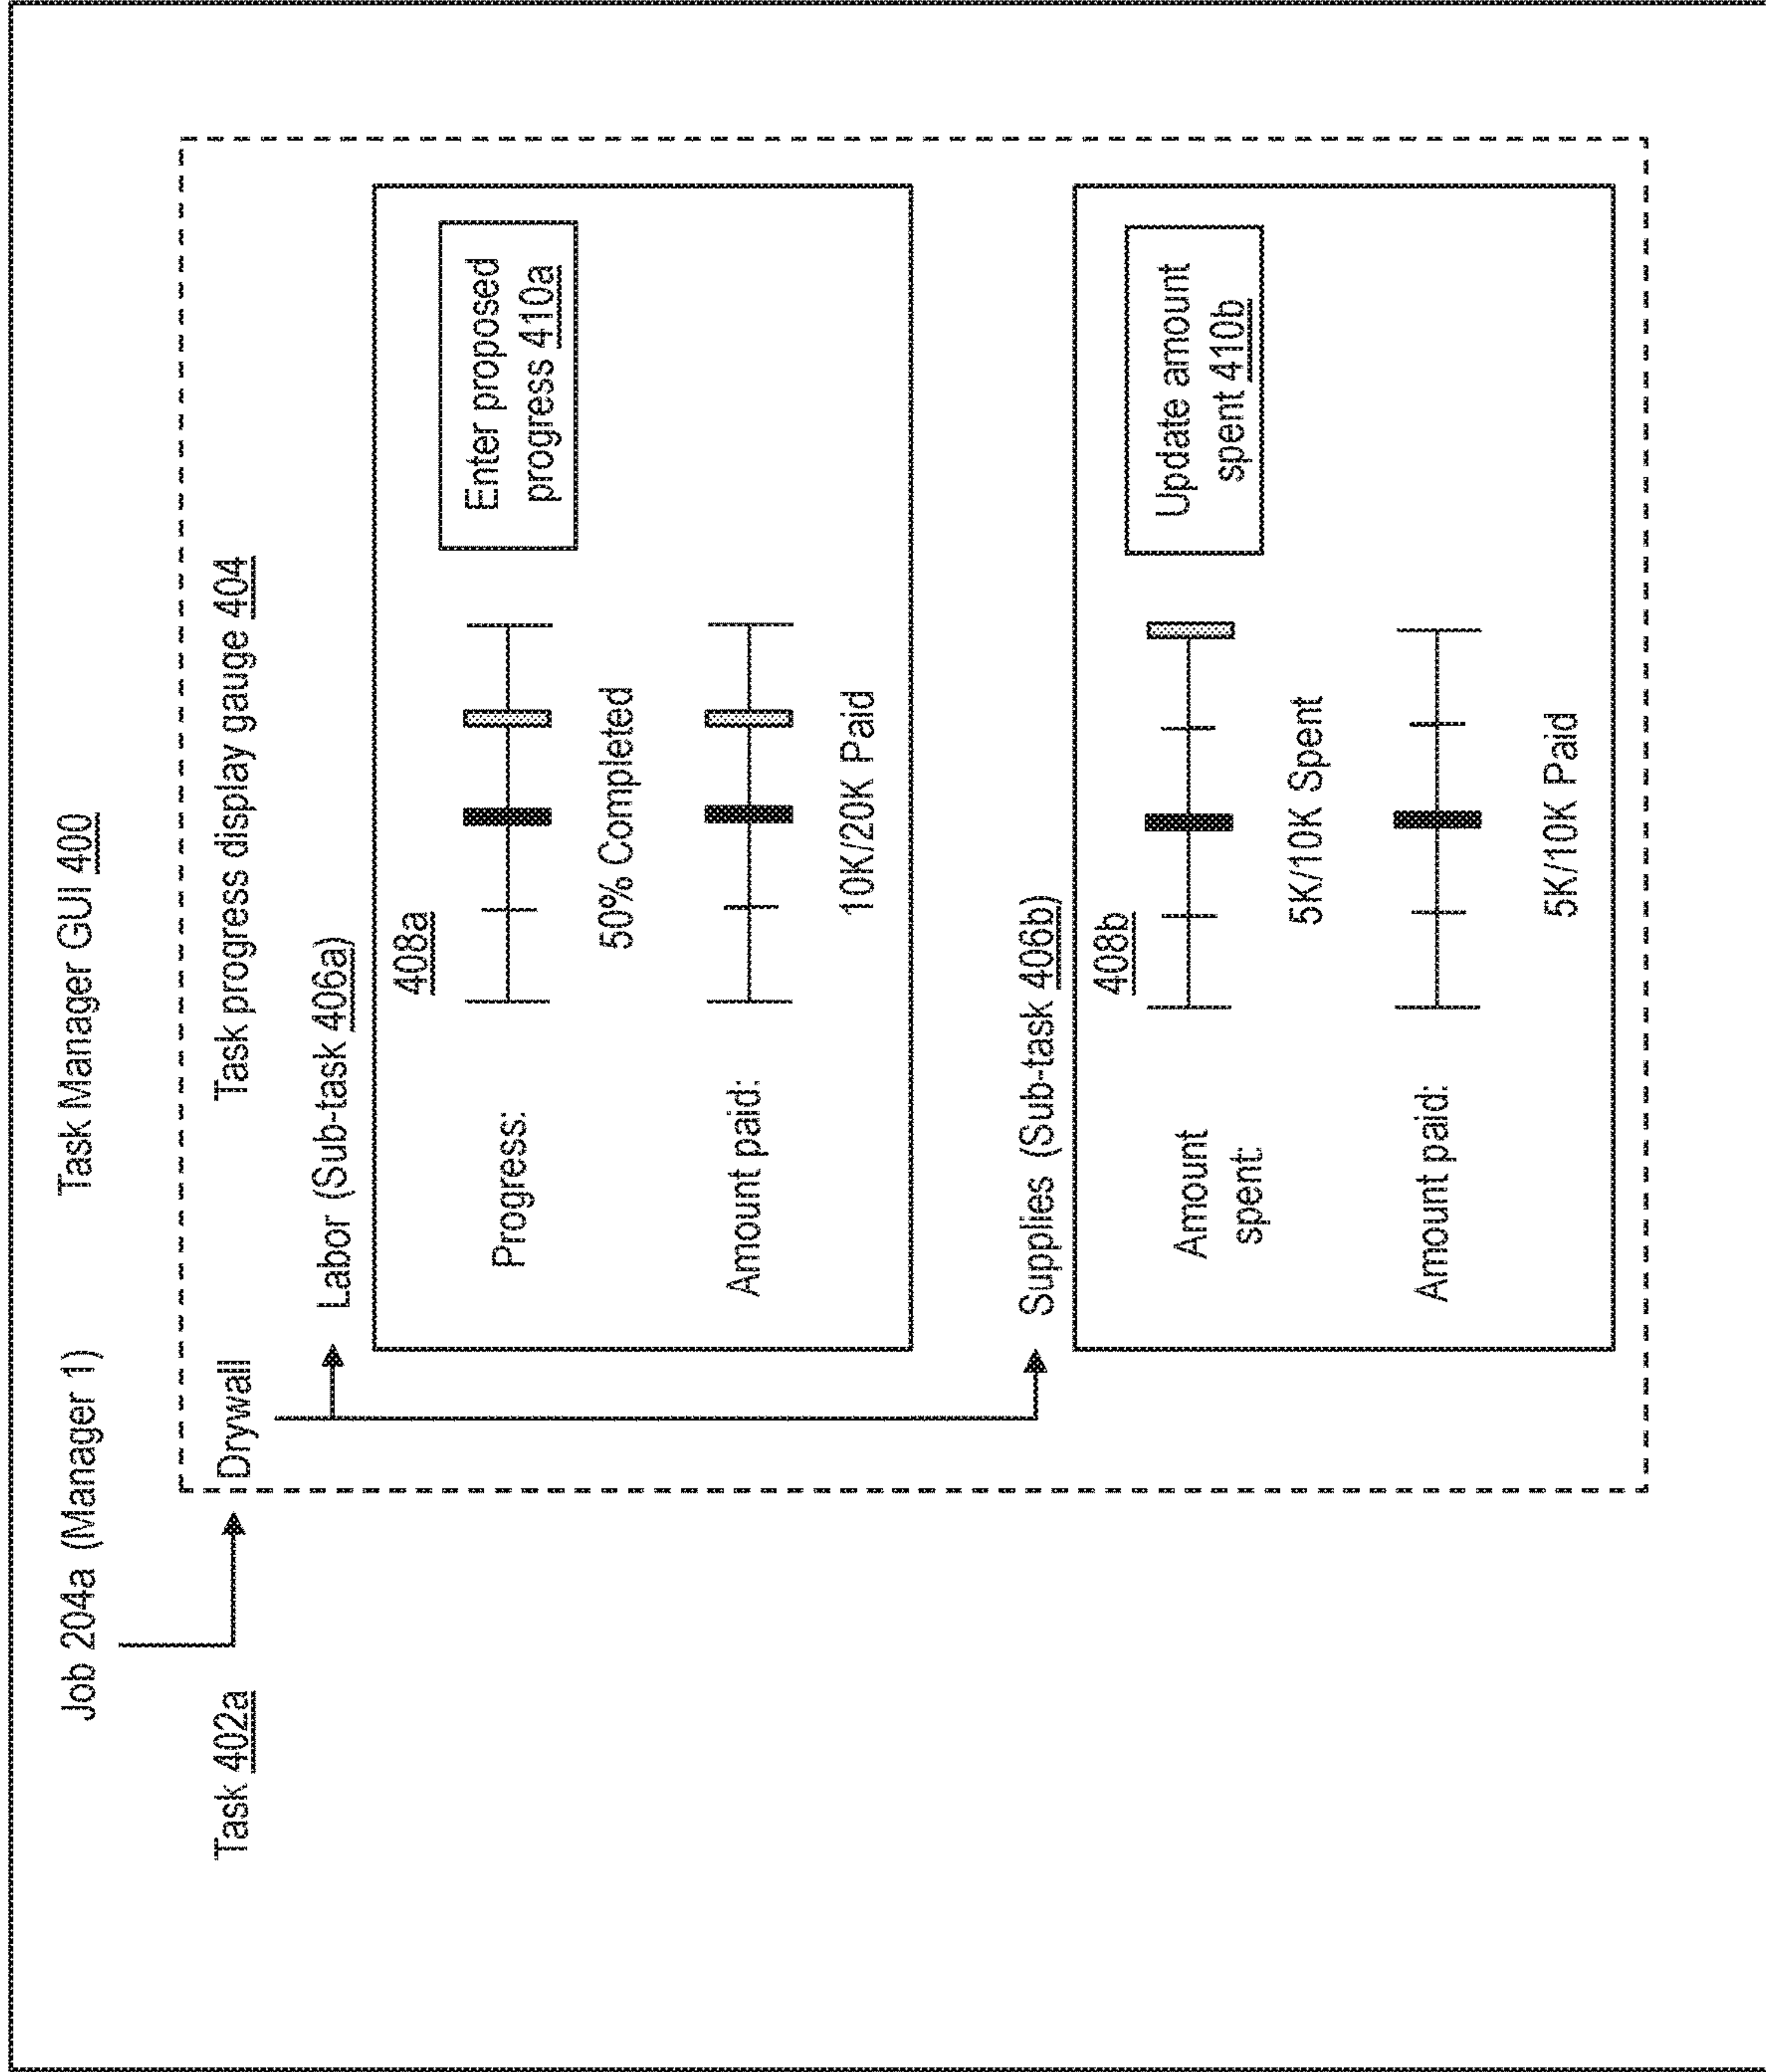 Job 204a (Manager 1)
Task Manager GUI 400
Task 402a
Drywall
Task progress display gauge 404
Labor (Sub-task 406a)
408a
Progress:
50% Completed
Enter proposed
progress 410a
Amount paid:
10K/20K Paid
Supplies (Sub-task 406b)
408b
Amount
spent:
5K/10K Spent
Update amount
spent 410b
Amount paid:
5K/10K Paid